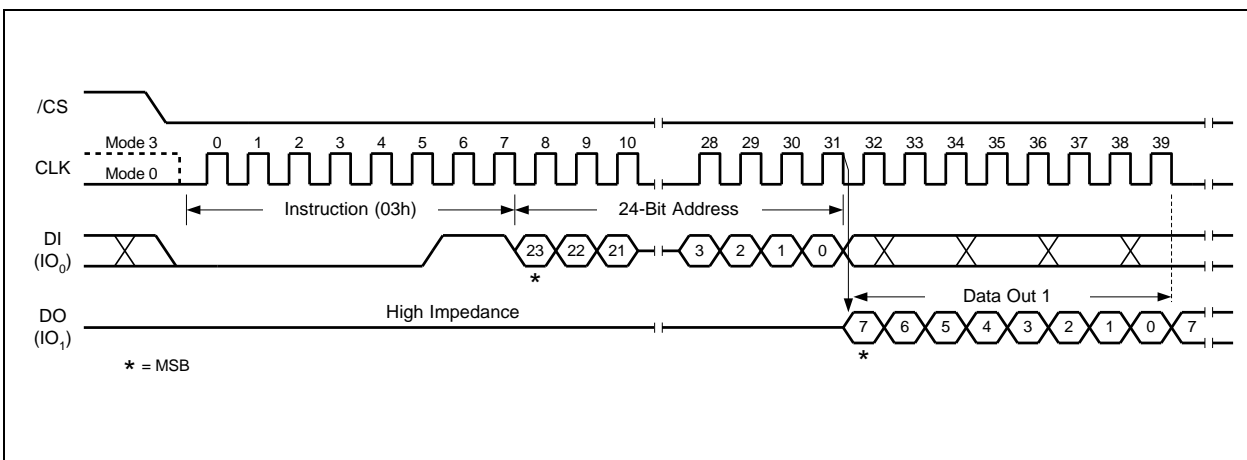 /CS
Mode 3 0 1 2 3 4 5 6 7 8 9 10 28 29 30 31 32 33 34 35 36 37 38 39
CLK
Mode 0
Instruction (03h) 24-Bit Address
DI
(IO0)
23 22 21 3 2 1 0
*
Data Out 1
High Impedance
DO
(IO1)
7 6 5 4 3 2 1 0 7
*
* = MSB